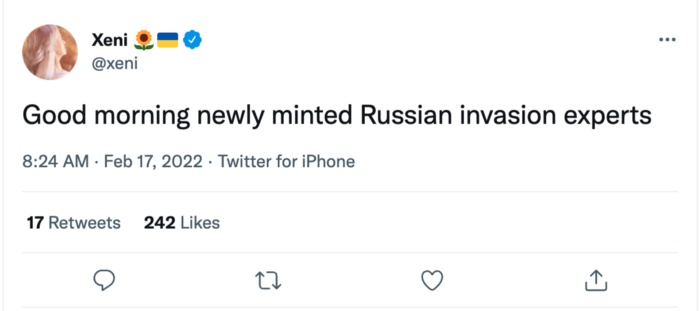 Xeni 🌻🇺🇦
@xeni
Good morning newly minted Russian invasion experts
8:24 AM · Feb 17, 2022 · Twitter for iPhone
17 Retweets 242 Likes